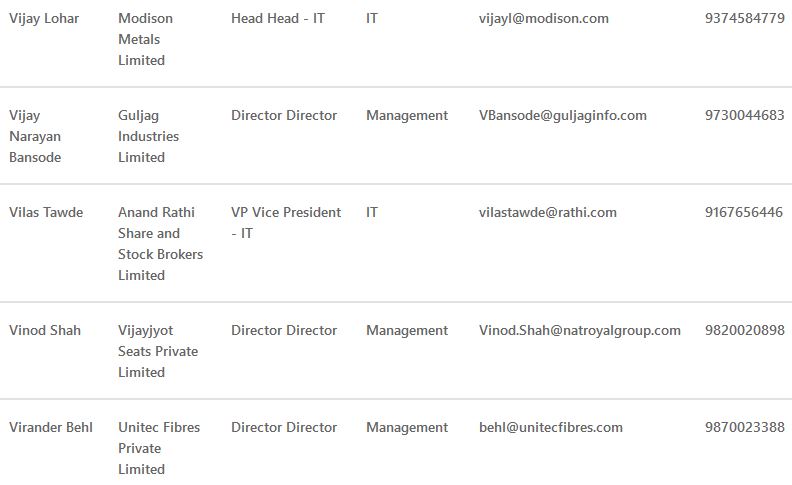 Vijay Lohar Modison Head Head - IT IT vijayl@modison.com 9374584779
Metals
Limited
Vijay Guljag Director Director Management VBansode@guljaginfo.com 9730044683
Narayan Industries
Bansode Limited
Vilas Tawde Anand Rathi VP Vice President IT vilastawde@rathi.com 9167656446
Share and - IT
Stock Brokers
Limited
Vinod Shah Vijayjyot Director Director Management Vinod.Shah@natroyalgroup.com 9820020898
Seats Private
Limited
Virander Behl Unitec Fibres Director Director Management behl@unitecfibres.com 9870023388
Private
Limited